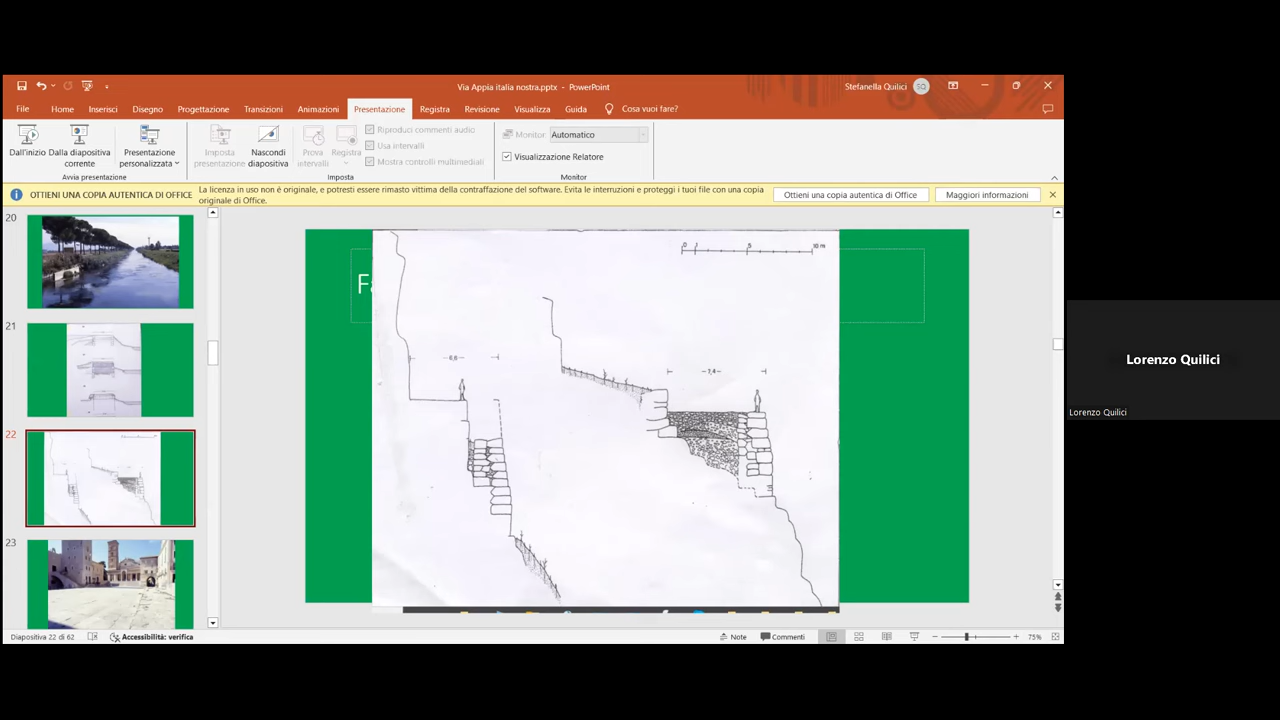 Via Appia italia nostra.pptx - PowerPoint
Stefanella Quilici
SQ
File Home Inserisci Disegno Progettazione Transizioni Animazioni Presentazione Registra Revisione Visualizza Guida Cosa vuoi fare?
Dall'inizio
Dalla diapositiva corrente
Presentazione personalizzata
Avvia presentazione
Imposta presentazione
Nascondi diapositiva
Prova intervalli
Registra
Riproduci commenti audio
Usa intervalli
Mostra controlli multimediali
Imposta
Monitor: Automatico
Visualizzazione Relatore
Monitor
OTTIENI UNA COPIA AUTENTICA DI OFFICE
La licenza in uso non è originale, e potresti essere rimasto vittima della contraffazione del software. Evita le interruzioni e proteggi i tuoi file con una copia
originale di Office.
Ottieni una copia autentica di Office
Maggiori informazioni
20
21
22
23
0 1 5 10 m
6,6
7,4
Lorenzo Quilici
Lorenzo Quilici
Diapositiva 22 di 62
Accessibilità: verifica
Note
Commenti
75%